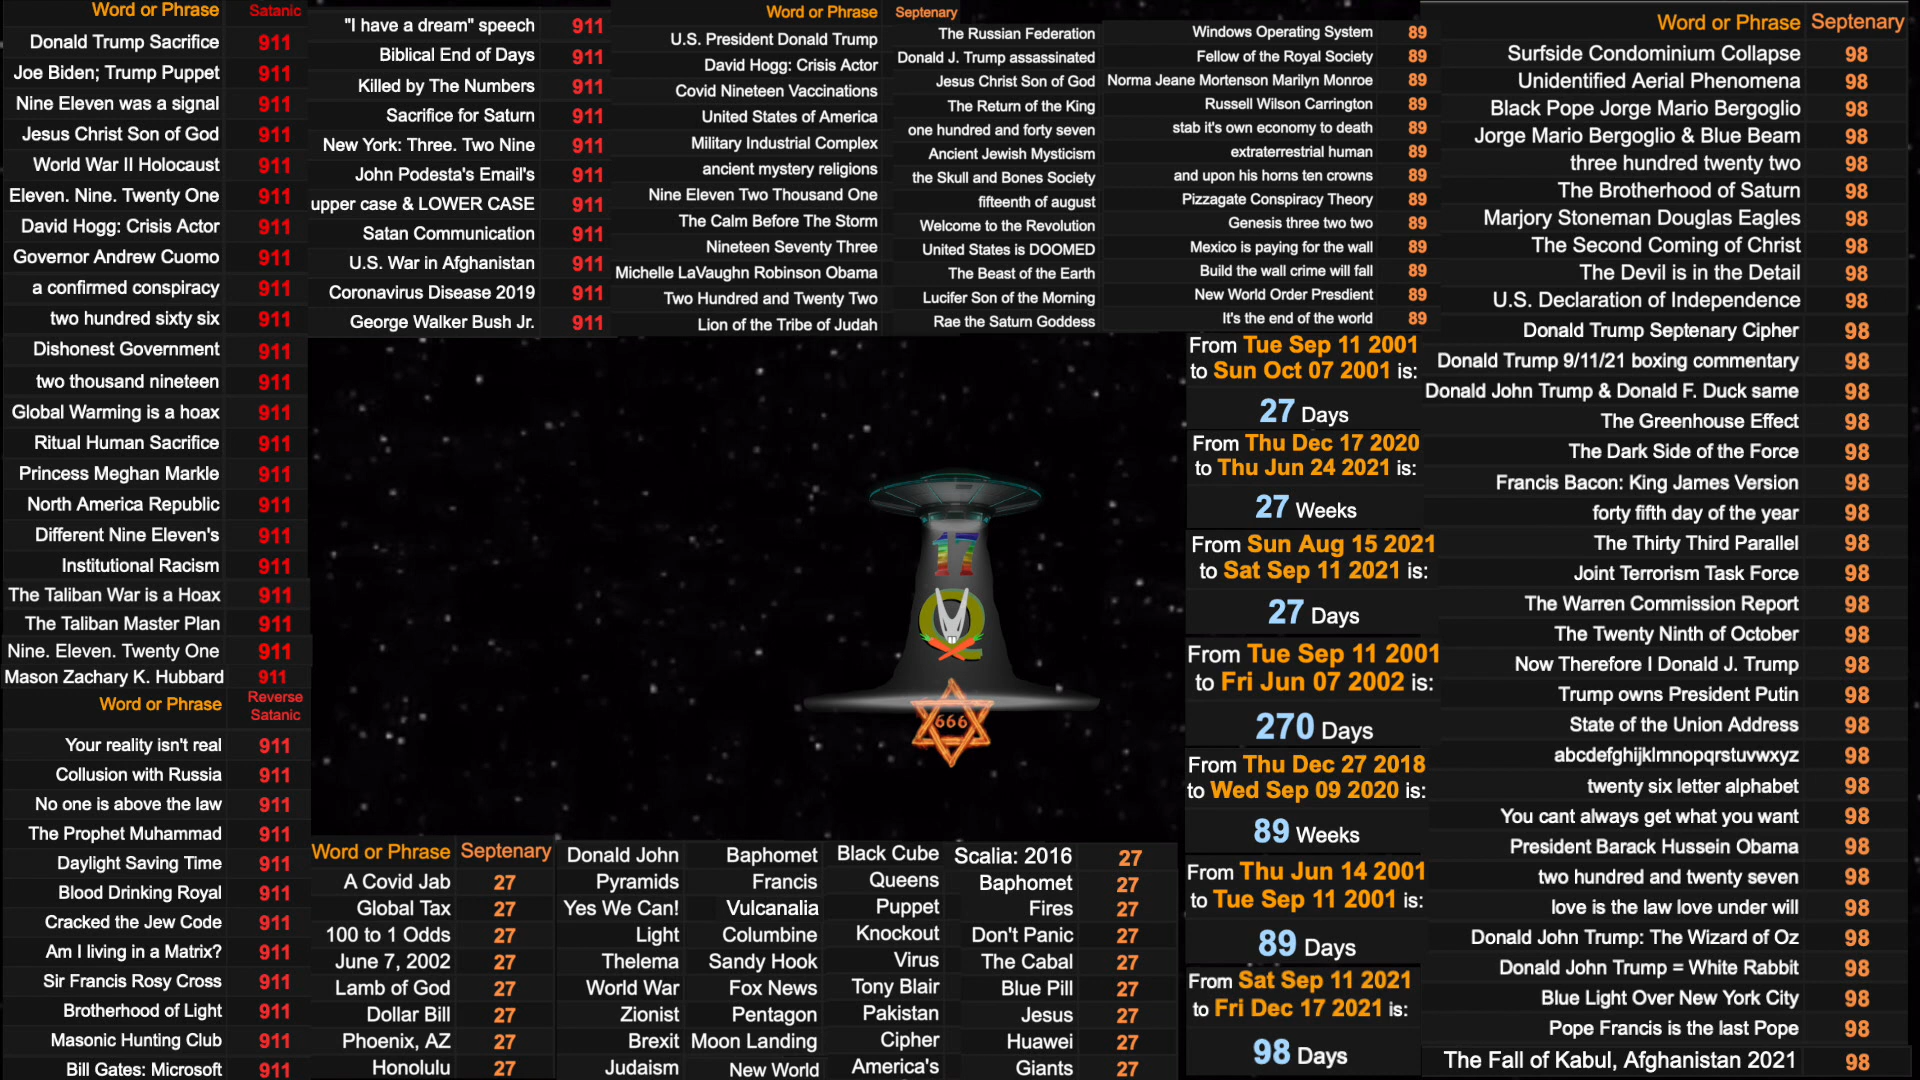 Word or Phrase Satanic
Donald Trump Sacrifice 911
Joe Biden; Trump Puppet 911
Nine Eleven was a signal 911
Jesus Christ Son of God 911
World War II Holocaust 911
Eleven. Nine. Twenty One 911
David Hogg: Crisis Actor 911
Governor Andrew Cuomo 911
a confirmed conspiracy 911
two hundred sixty six 911
Dishonest Government 911
two thousand nineteen 911
Global Warming is a hoax 911
Ritual Human Sacrifice 911
Princess Meghan Markle 911
North America Republic 911
Different Nine Eleven's 911
Institutional Racism 911
The Taliban War is a Hoax 911
The Taliban Master Plan 911
Nine. Eleven. Twenty One 911
Mason Zachary K. Hubbard 911
Word or Phrase Reverse Satanic
Your reality isn't real 911
Collusion with Russia 911
No one is above the law 911
The Prophet Muhammad 911
Daylight Saving Time 911
Blood Drinking Royal 911
Cracked the Jew Code 911
Am I living in a Matrix? 911
Sir Francis Rosy Cross 911
Brotherhood of Light 911
Masonic Hunting Club 911
Bill Gates: Microsoft 911
"I have a dream" speech 911
Biblical End of Days 911
Killed by The Numbers 911
Sacrifice for Saturn 911
New York: Three. Two Nine 911
John Podesta's Email's 911
upper case & LOWER CASE 911
Satan Communication 911
U.S. War in Afghanistan 911
Coronavirus Disease 2019 911
George Walker Bush Jr. 911
Word or Phrase Septenary
U.S. President Donald Trump
David Hogg: Crisis Actor
Covid Nineteen Vaccinations
United States of America
Military Industrial Complex
ancient mystery religions
Nine Eleven Two Thousand One
The Calm Before The Storm
Nineteen Seventy Three
Michelle LaVaughn Robinson Obama
Two Hundred and Twenty Two
Lion of the Tribe of Judah
The Russian Federation
Donald J. Trump assassinated
Jesus Christ Son of God
The Return of the King
one hundred and forty seven
Ancient Jewish Mysticism
the Skull and Bones Society
fifteenth of august
Welcome to the Revolution
United States is DOOMED
The Beast of the Earth
Lucifer Son of the Morning
Rae the Saturn Goddess
Windows Operating System 89
Fellow of the Royal Society 89
Norma Jeane Mortenson Marilyn Monroe 89
Russell Wilson Carrington 89
stab it's own economy to death 89
extraterrestrial human 89
and upon his horns ten crowns 89
Pizzagate Conspiracy Theory 89
Genesis three two two 89
Mexico is paying for the wall 89
Build the wall crime will fall 89
New World Order Presdient 89
It's the end of the world 89
17
Q
666
Word or Phrase Septenary
A Covid Jab 27
Global Tax 27
100 to 1 Odds 27
June 7, 2002 27
Lamb of God 27
Dollar Bill 27
Phoenix, AZ 27
Honolulu 27
Donald John Baphomet Black Cube Scalia: 2016 27
Pyramids Francis Queens Baphomet 27
Yes We Can! Vulcanalia Puppet Fires 27
Light Columbine Knockout Don't Panic 27
Thelema Sandy Hook Virus The Cabal 27
World War Fox News Tony Blair Blue Pill 27
Zionist Pentagon Pakistan Jesus 27
Brexit Moon Landing Cipher Huawei 27
Judaism New World America's Giants 27
From Tue Sep 11 2001
to Sun Oct 07 2001 is:
27 Days
From Thu Dec 17 2020
to Thu Jun 24 2021 is:
27 Weeks
From Sun Aug 15 2021
to Sat Sep 11 2021 is:
27 Days
From Tue Sep 11 2001
to Fri Jun 07 2002 is:
270 Days
From Thu Dec 27 2018
to Wed Sep 09 2020 is:
89 Weeks
From Thu Jun 14 2001
to Tue Sep 11 2001 is:
89 Days
From Sat Sep 11 2021
to Fri Dec 17 2021 is:
98 Days
Word or Phrase Septenary
Surfside Condominium Collapse 98
Unidentified Aerial Phenomena 98
Black Pope Jorge Mario Bergoglio 98
Jorge Mario Bergoglio & Blue Beam 98
three hundred twenty two 98
The Brotherhood of Saturn 98
Marjory Stoneman Douglas Eagles 98
The Second Coming of Christ 98
The Devil is in the Detail 98
U.S. Declaration of Independence 98
Donald Trump Septenary Cipher 98
Donald Trump 9/11/21 boxing commentary 98
Donald John Trump & Donald F. Duck same 98
The Greenhouse Effect 98
The Dark Side of the Force 98
Francis Bacon: King James Version 98
forty fifth day of the year 98
The Thirty Third Parallel 98
Joint Terrorism Task Force 98
The Warren Commission Report 98
The Twenty Ninth of October 98
Now Therefore I Donald J. Trump 98
Trump owns President Putin 98
State of the Union Address 98
abcdefghijklmnopqrstuvwxyz 98
twenty six letter alphabet 98
You cant always get what you want 98
President Barack Hussein Obama 98
two hundred and twenty seven 98
love is the law love under will 98
Donald John Trump: The Wizard of Oz 98
Donald John Trump = White Rabbit 98
Blue Light Over New York City 98
Pope Francis is the last Pope 98
The Fall of Kabul, Afghanistan 2021 98